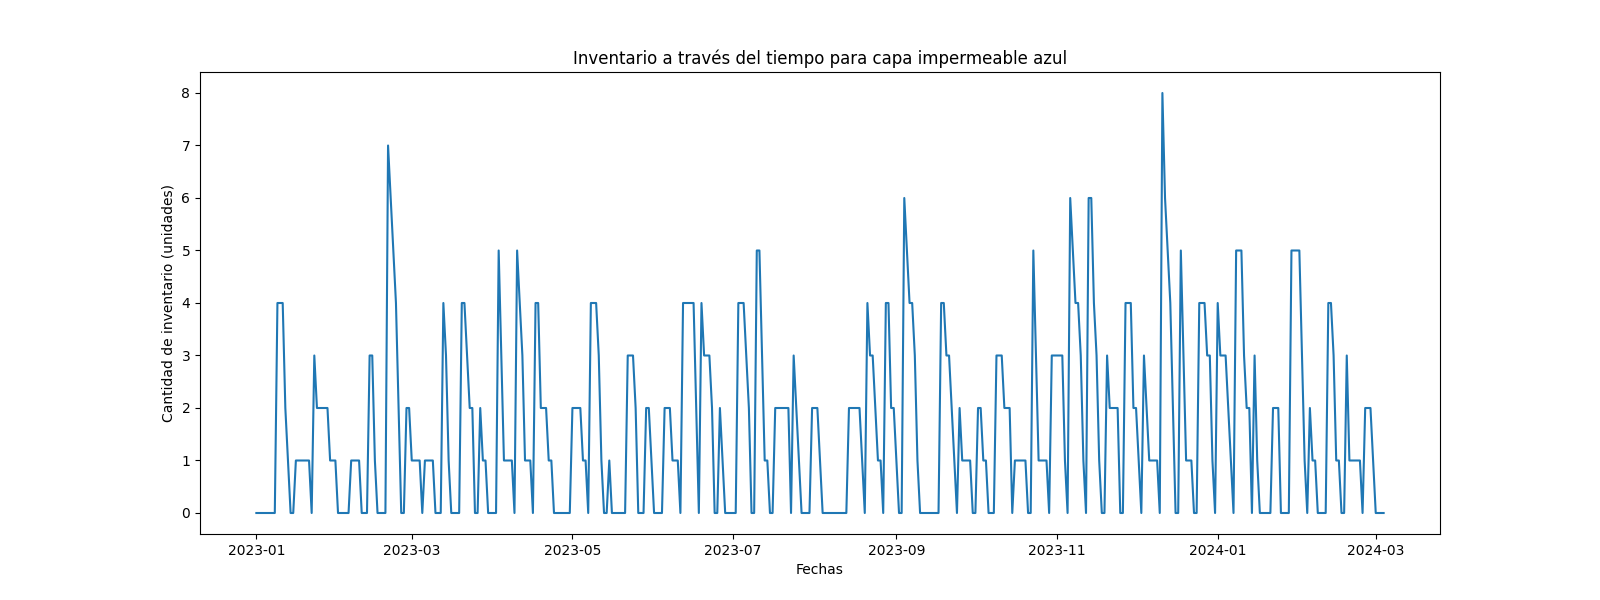 Inventario a través del tiempo para capa impermeable azul
Cantidad de inventario (unidades)
8
7
6
5
4
3
2
1
0
2023-01 2023-03 2023-05 2023-07 2023-09 2023-11 2024-01 2024-03
Fechas